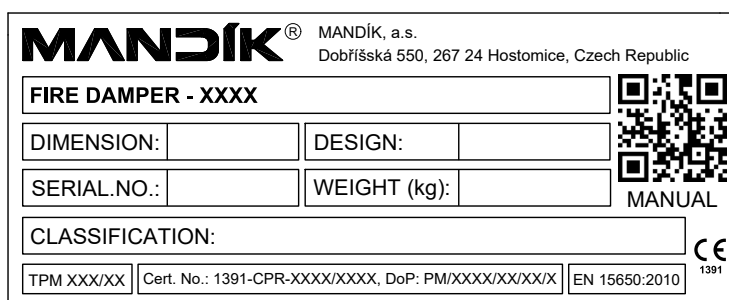 MANDÍK® MANDÍK, a.s.
Dobříšská 550, 267 24 Hostomice, Czech Republic
FIRE DAMPER - XXXX
DIMENSION: DESIGN:
SERIAL.NO.: WEIGHT (kg):
MANUAL
CLASSIFICATION:
CE
1391
TPM XXX/XX Cert. No.: 1391-CPR-XXXX/XXXX, DoP: PM/XXXX/XX/XX/X EN 15650:2010